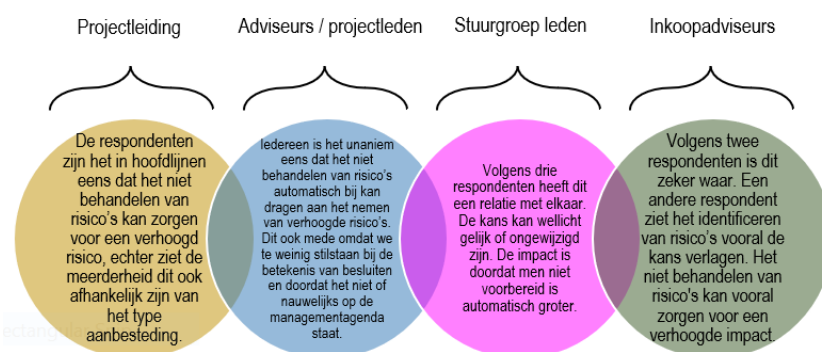 Projectleiding
Adviseurs / projectleden
Stuurgroep leden
Inkoopadviseurs
De respondenten
zijn het in hoofdlijnen
eens dat het niet
behandelen van
risico's kan zorgen
voor een verhoogd
risico, echter ziet de
meerderheid dit ook
afhankelijk zijn van
het type
aanbesteding.
Iedereen is het unaniem
eens dat het niet
behandelen van risico's
automatisch bij kan
dragen aan het nemen
van verhoogde risico's.
Dit ook mede omdat we
te weinig stilstaan bij de
betekenis van besluiten
en doordat het niet of
nauwelijks op de
managementagenda
staat.
Volgens drie
respondenten heeft dit
een relatie met elkaar.
De kans kan wellicht
gelijk of ongewijzigd
zijn. De impact is
doordat men niet
voorbereid is
automatisch groter.
Volgens twee
respondenten is dit
zeker waar. Een
andere respondent
ziet het identificeren
van risico's vooral de
kans verlagen. Het
niet behandelen van
risico's kan vooral
zorgen voor een
verhoogde impact.